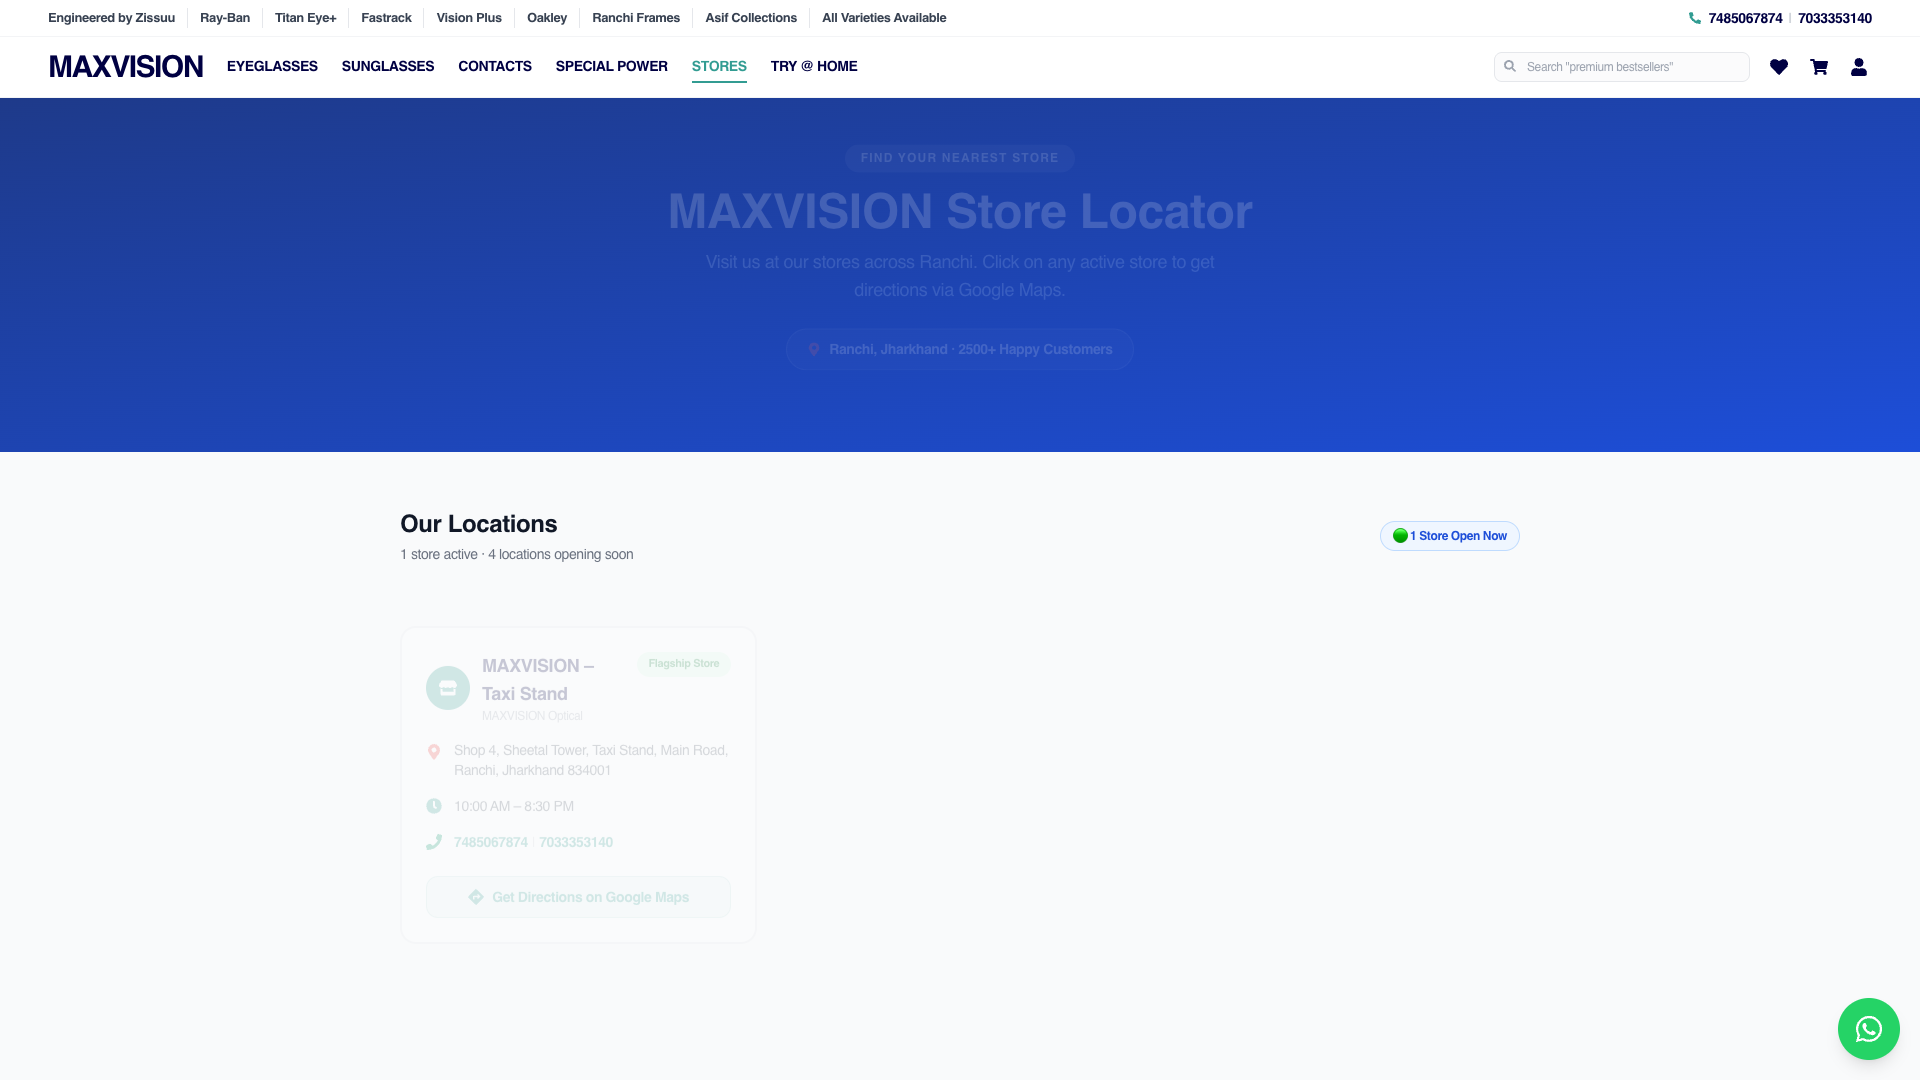 Engineered by Zissuu
Ray-Ban
Titan Eye+
Fastrack
Vision Plus
Oakley
Ranchi Frames
Asif Collections
All Varieties Available
7485067874 | 7033353140
MAXVISION
EYEGLASSES
SUNGLASSES
CONTACTS
SPECIAL POWER
STORES
TRY @ HOME
Search "premium bestsellers"
FIND YOUR NEAREST STORE
MAXVISION Store Locator
Visit us at our stores across Ranchi. Click on any active store to get
directions via Google Maps.
Ranchi, Jharkhand · 2500+ Happy Customers
Our Locations
1 store active · 4 locations opening soon
1 Store Open Now
MAXVISION –
Taxi Stand
Flagship Store
MAXVISION Optical
Shop 4, Sheetal Tower, Taxi Stand, Main Road,
Ranchi, Jharkhand 834001
10:00 AM – 8:30 PM
7485067874 | 7033353140
Get Directions on Google Maps